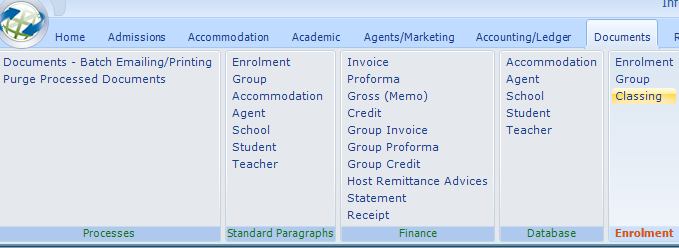 Inf
Home Admissions Accommodation Academic Agents/Marketing Accounting/Ledger Documents R
Documents - Batch Emailing/Printing
Purge Processed Documents
Processes
Enrolment
Group
Accommodation
Agent
School
Student
Teacher
Standard Paragraphs
Invoice
Proforma
Gross (Memo)
Credit
Group Invoice
Group Proforma
Group Credit
Host Remittance Advices
Statement
Receipt
Finance
Accommodation
Agent
School
Student
Teacher
Database
Enrolment
Group
Classing
Enrolment